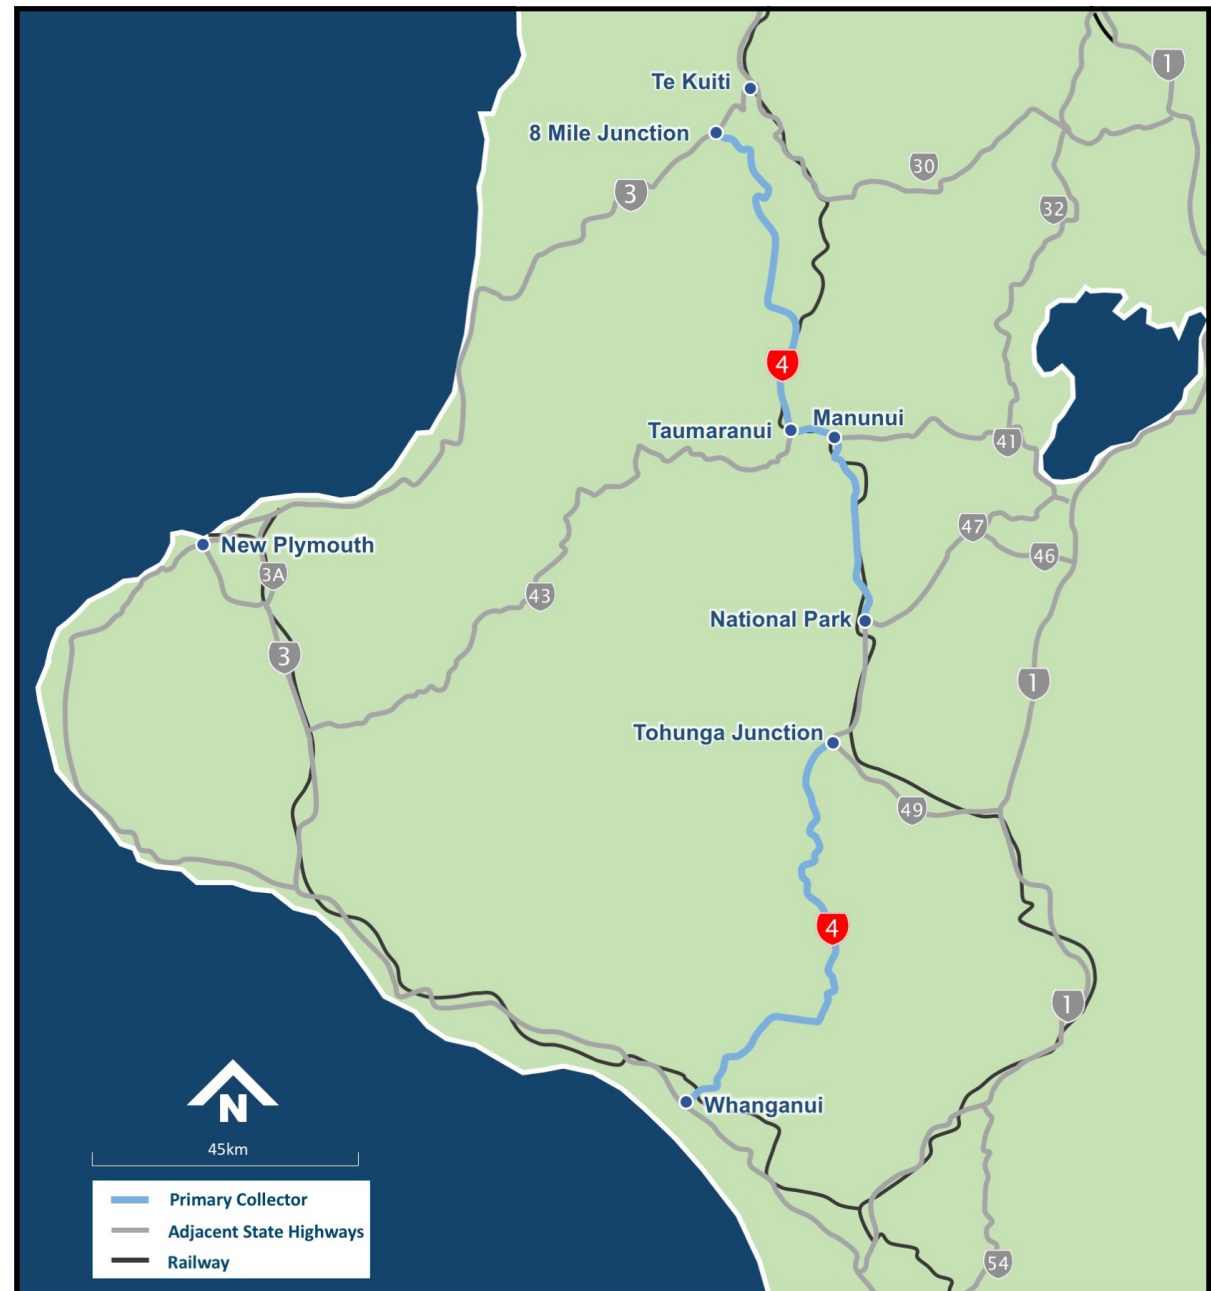 1
Te Kuiti
8 Mile Junction
30
3
32
4
Manunui
Taumaranui
41
47
New Plymouth
46
3A
43
National Park
3
1
Tohunga Junction
49
4
1
Whanganui
N
45km
Primary Collector
Adjacent State Highways
Railway
54